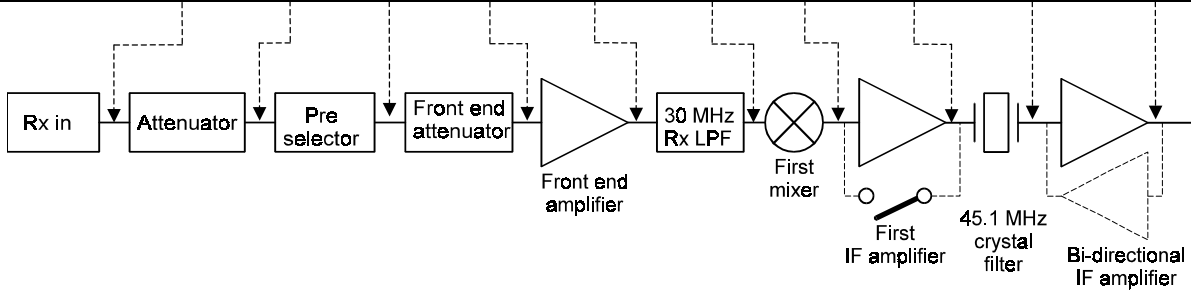 Rx in
Attenuator
Pre
selector
Front end
attenuator
Front end
amplifier
30 MHz
Rx LPF
First
mixer
First
IF amplifier
45.1 MHz
crystal
filter
Bi-directional
IF amplifier